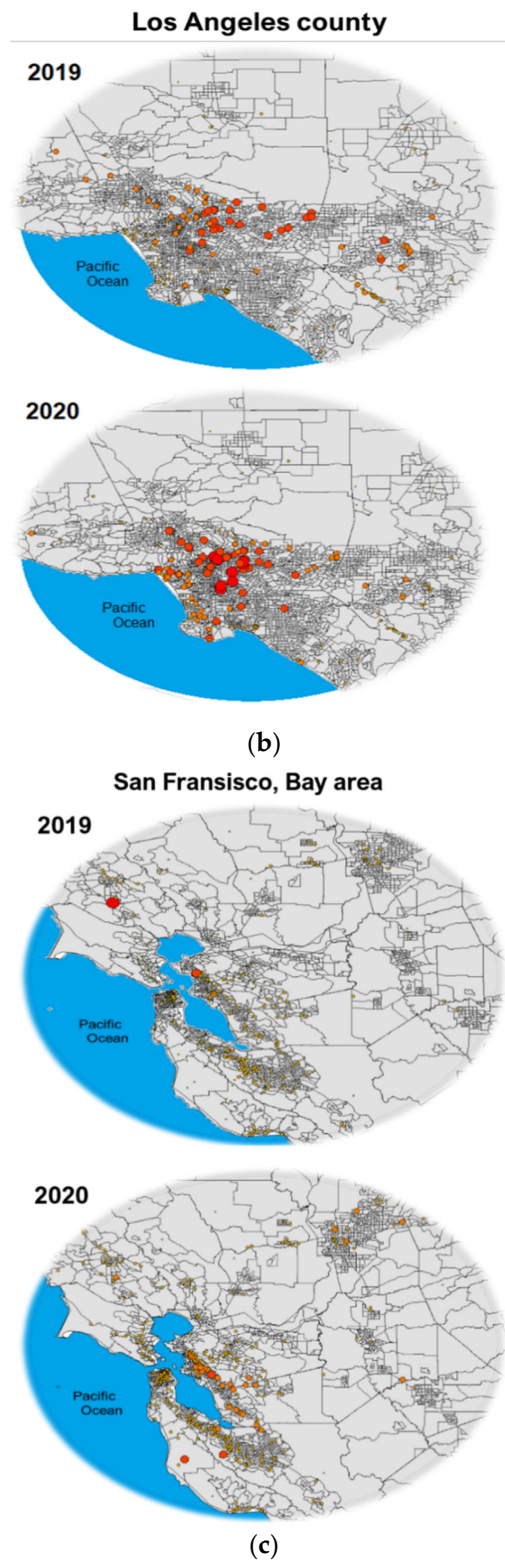 Los Angeles county
2019
Pacific
Ocean
2020
Pacific
Ocean
(b)
San Fransisco, Bay area
2019
Pacific
Ocean
2020
Pacific
Ocean
(c)